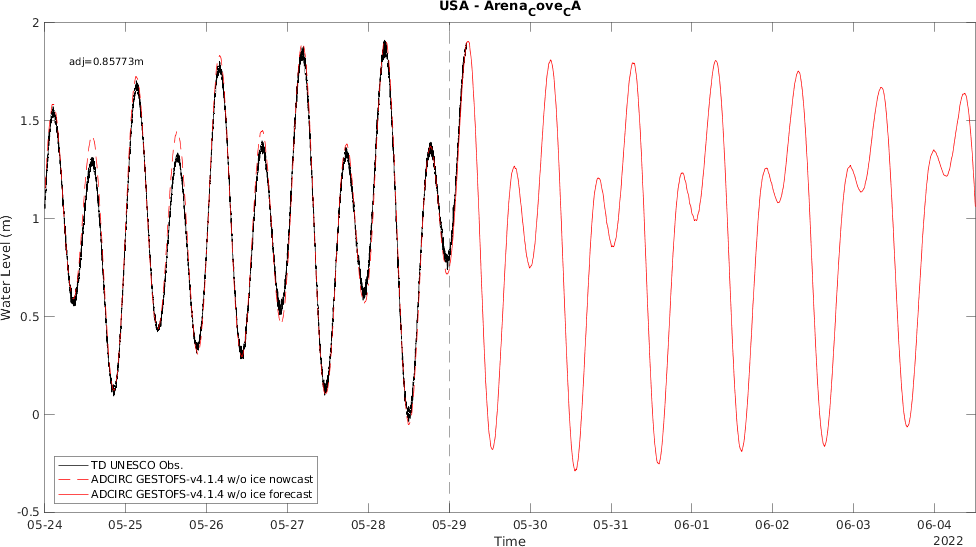 USA - ArenaCoveCA
adj=0.85773m
2
1.5
1
0.5
0
-0.5
Water Level (m)
TD UNESCO Obs.
ADCIRC GESTOFS-v4.1.4 w/o ice nowcast
ADCIRC GESTOFS-v4.1.4 w/o ice forecast
05-24 05-25 05-26 05-27 05-28 05-29 05-30 05-31 06-01 06-02 06-03 06-04
Time
2022